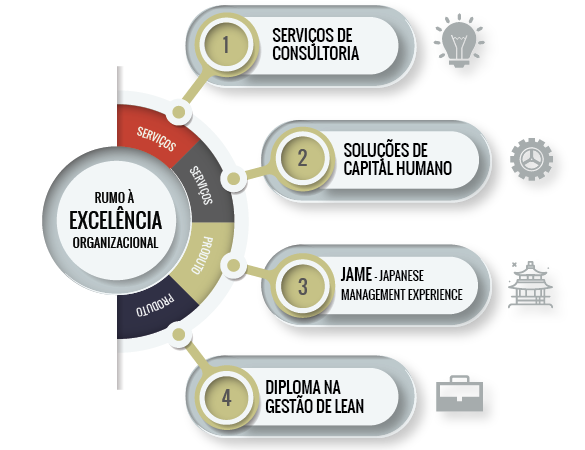 1
SERVIÇOS DE
CONSULTORIA
SERVIÇOS
2
SOLUÇÕES DE
CAPITAL HUMANO
SERVIÇOS
RUMO À
EXCELÊNCIA
ORGANIZACIONAL
PRODUTO
3
JAME - JAPANESE
MANAGEMENT EXPERIENCE
PRODUTO
4
DIPLOMA NA
GESTÃO DE LEAN